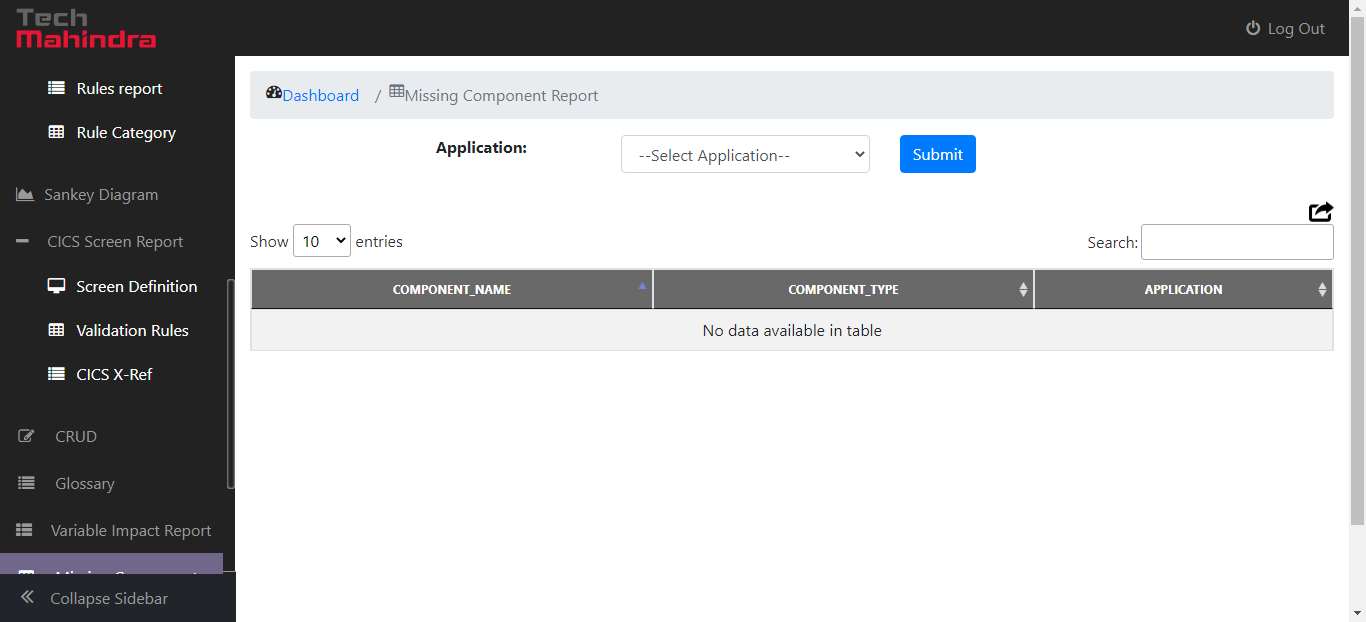 Tech
Mahindra
Log Out
Rules report
Rule Category
Sankey Diagram
CICS Screen Report
Screen Definition
Validation Rules
CICS X-Ref
CRUD
Glossary
Variable Impact Report
Missing Component
Collapse Sidebar
Dashboard / Missing Component Report
Application: --Select Application-- Submit
Show 10 entries Search:
COMPONENT_NAME COMPONENT_TYPE APPLICATION
No data available in table